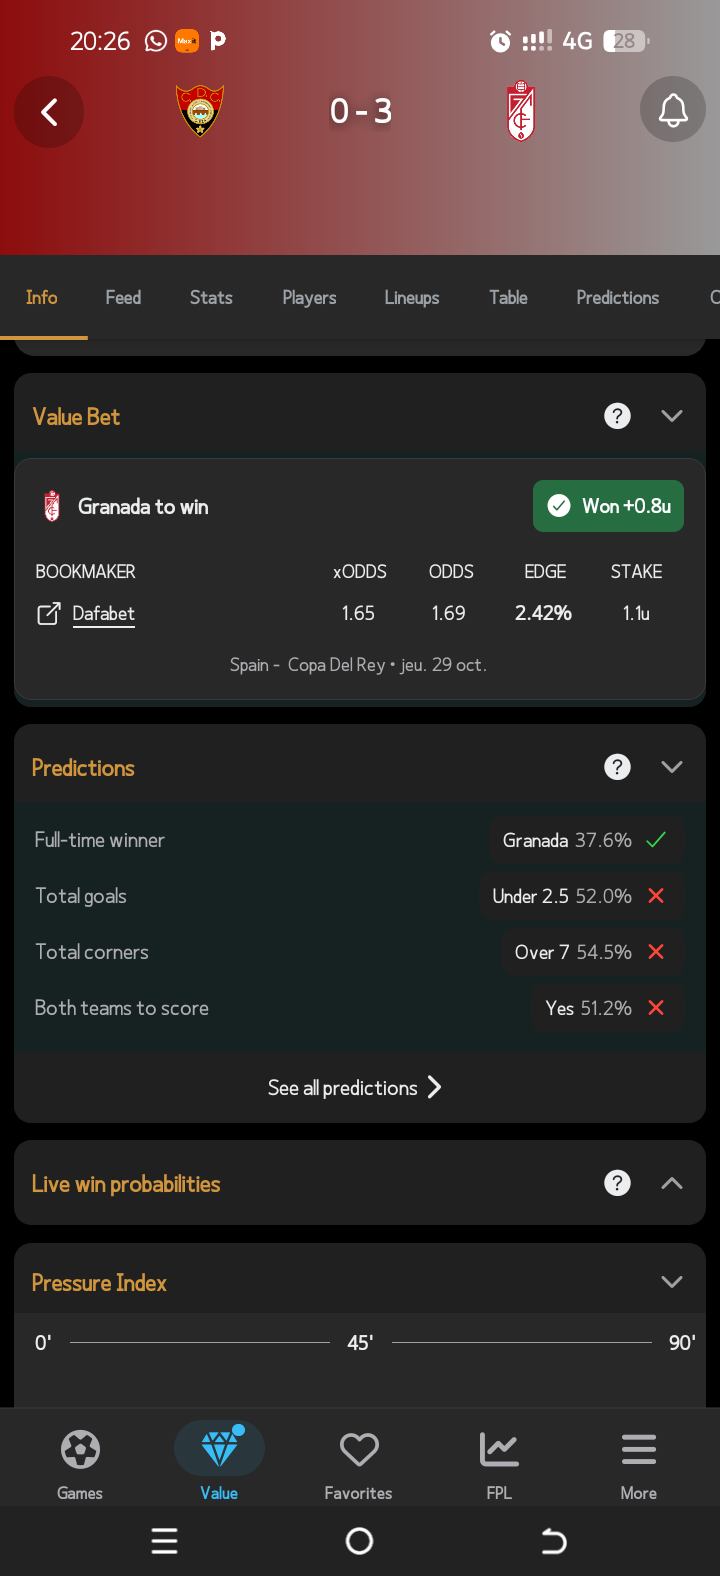 20:26 Max it 4G 28
C D C
0 - 3
Info Feed Stats Players Lineups Table Predictions
Value Bet ?
Granada to win Won +0.8u
BOOKMAKER xODDS ODDS EDGE STAKE
Dafabet 1.65 1.69 2.42% 1.1u
Spain - Copa Del Rey • jeu. 29 oct.
Predictions ?
Full-time winner Granada 37.6%
Total goals Under 2.5 52.0%
Total corners Over 7 54.5%
Both teams to score Yes 51.2%
See all predictions
Live win probabilities ?
Pressure Index
0' 45' 90'
Games Value Favorites FPL More